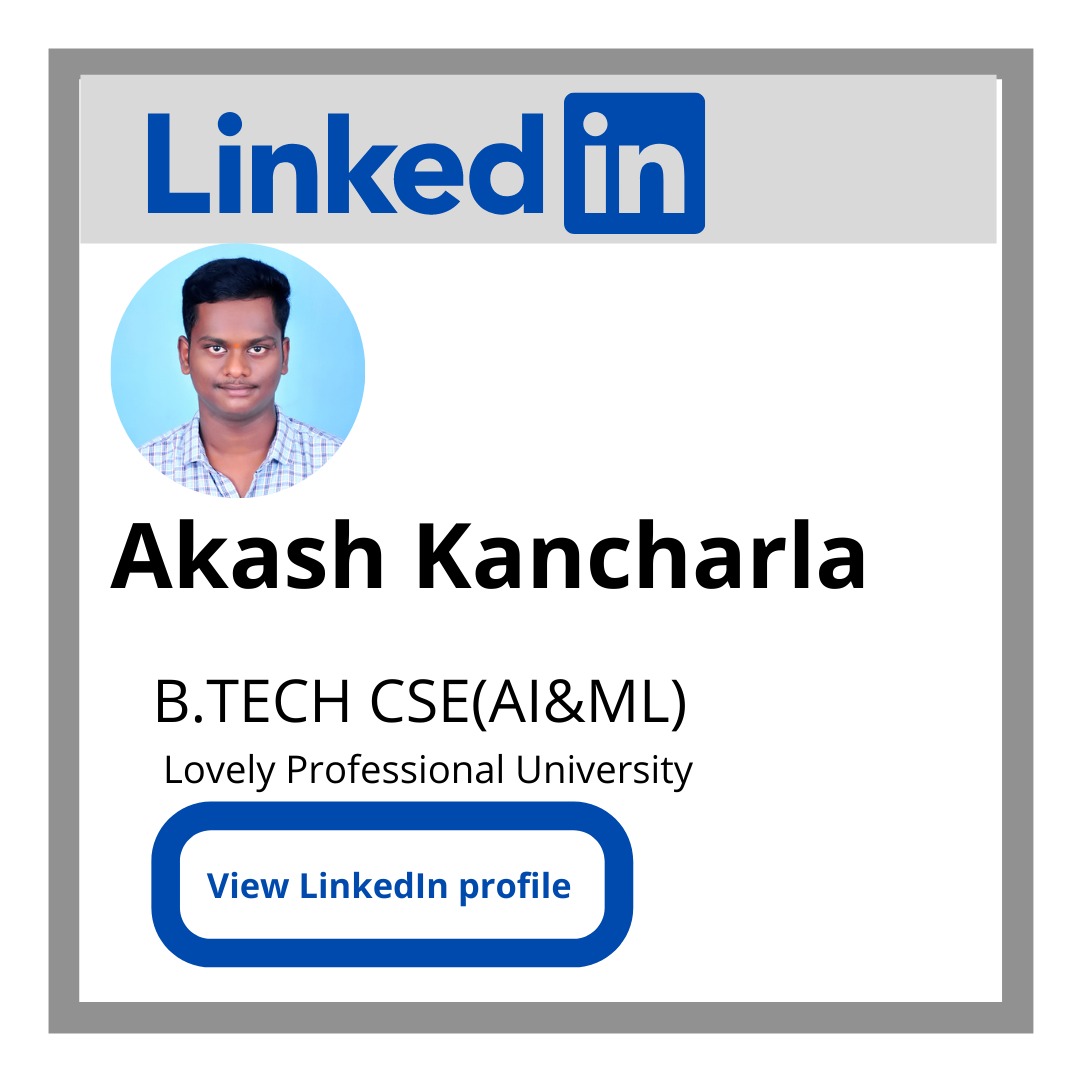 Linkedin
Akash Kancharla
B.TECH CSE(AI&ML)
Lovely Professional University
View LinkedIn profile